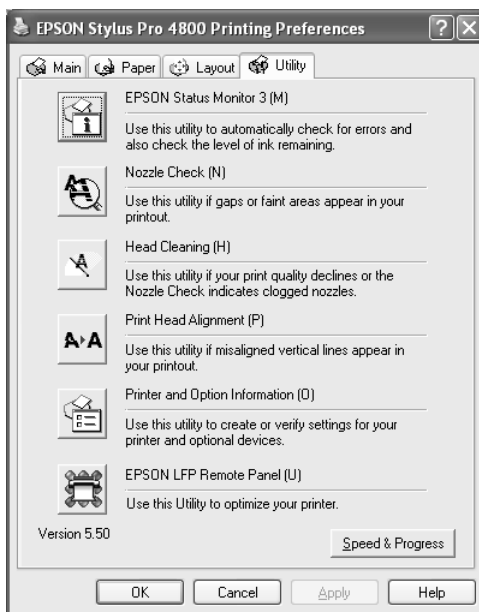 EPSON Stylus Pro 4800 Printing Preferences
Main
Paper
Layout
Utility
EPSON Status Monitor 3 (M)
Use this utility to automatically check for errors and
also check the level of ink remaining.
Nozzle Check (N)
Use this utility if gaps or faint areas appear in your
printout.
Head Cleaning (H)
Use this utility if your print quality declines or the
Nozzle Check indicates clogged nozzles.
Print Head Alignment (P)
Use this utility if misaligned vertical lines appear in
your printout.
Printer and Option Information (O)
Use this utility to create or verify settings for your
printer and optional devices.
EPSON LFP Remote Panel (U)
Use this Utility to optimize your printer.
Version 5.50
Speed & Progress
OK
Cancel
Apply
Help